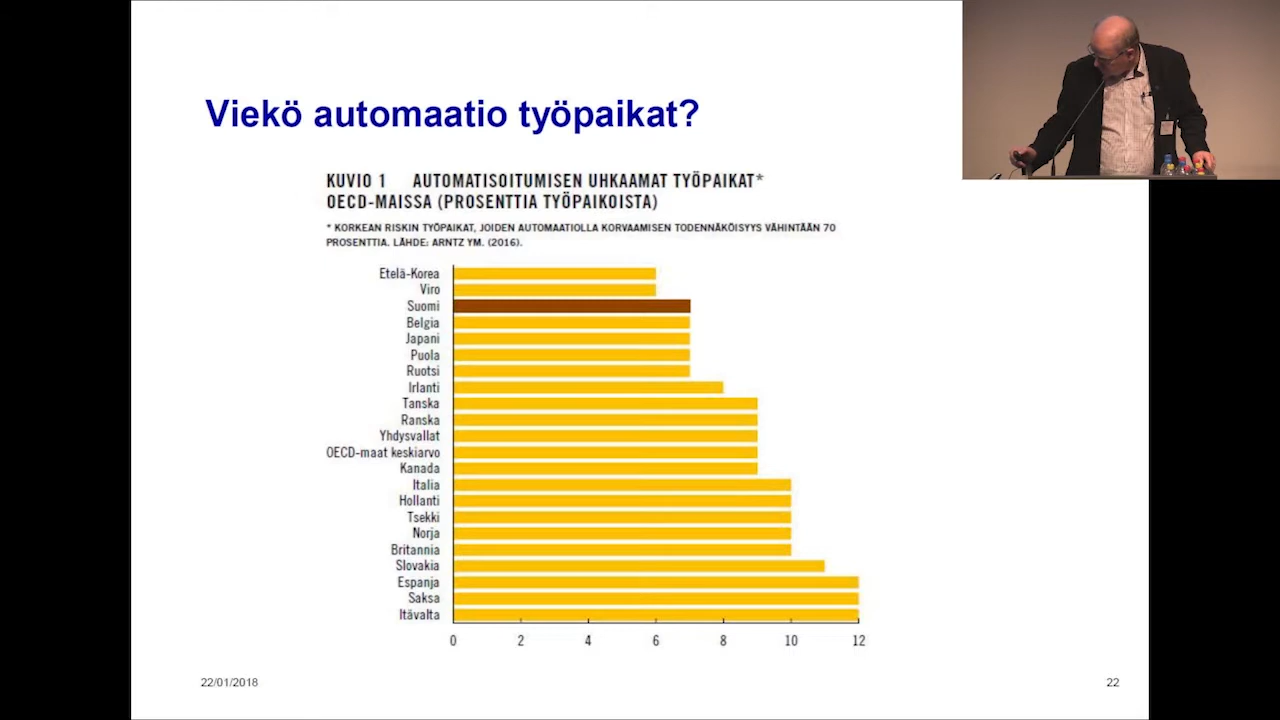 Viekö automaatio työpaikat?
KUVIO 1 AUTOMATISOITUMISEN UHKAAMAT TYÖPAIKAT*
OECD-MAISSA (PROSENTTIA TYÖPAIKOISTA)
* KORKEAN RISKIN TYÖPAIKAT, JOIDEN AUTOMAATIOLLA KORVAAMISEN TODENNÄKÖISYYS VÄHINTÄÄN 70
PROSENTTIA. LÄHDE: ARNTZ YM. (2016).
Etelä-Korea
Viro
Suomi
Belgia
Japani
Puola
Ruotsi
Irlanti
Tanska
Ranska
Yhdysvallat
OECD-maat keskiarvo
Kanada
Italia
Hollanti
Tsekki
Norja
Britannia
Slovakia
Espanja
Saksa
Itävalta
0 2 4 6 8 10 12
22/01/2018
22